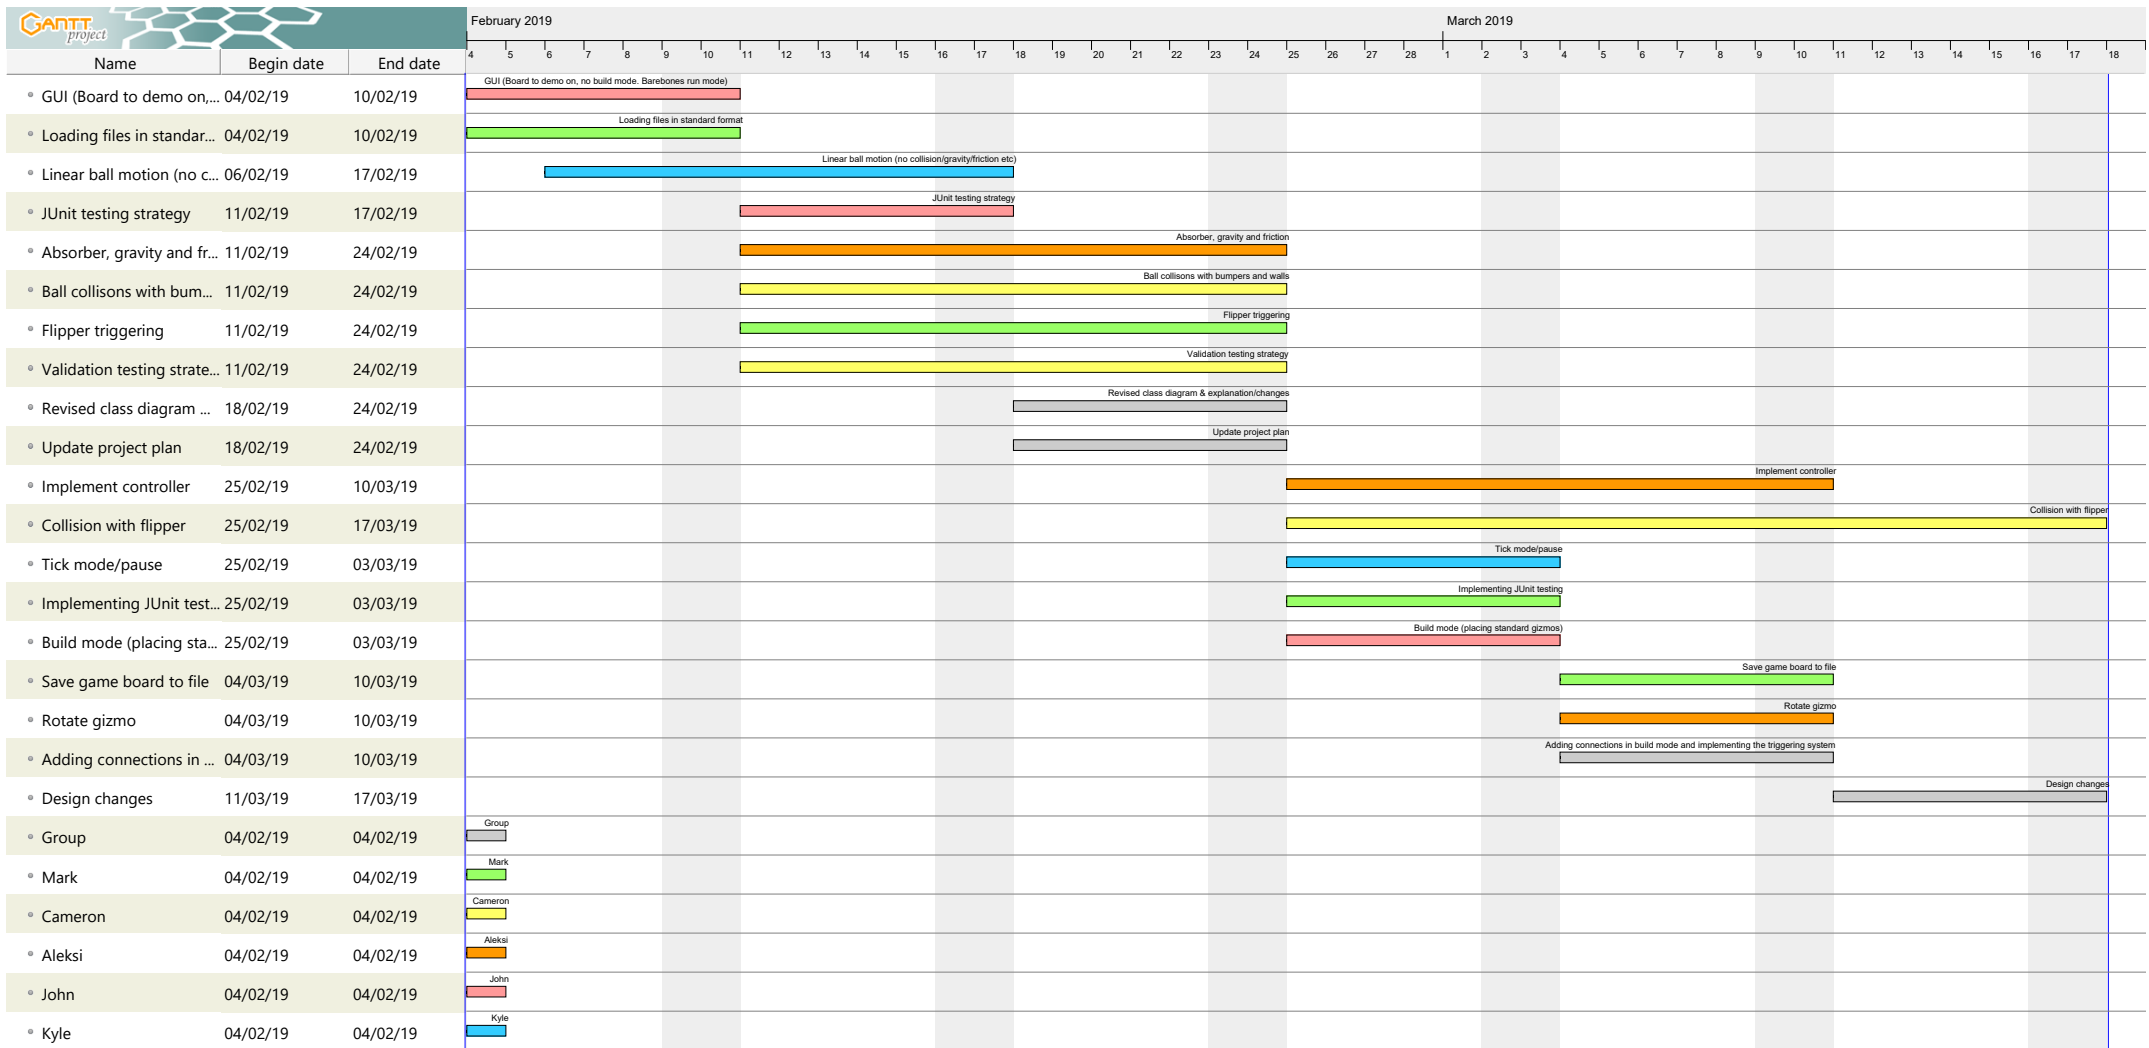 GANTT project
February 2019 March 2019
4 5 6 7 8 9 10 11 12 13 14 15 16 17 18 19 20 21 22 23 24 25 26 27 28 1 2 3 4 5 6 7 8 9 10 11 12 13 14 15 16 17 18
Name Begin date End date
GUI (Board to demo on, no build mode. Barebones run mode)
GUI (Board to demo on,... 04/02/19 10/02/19
Loading files in standard format
Loading files in standar... 04/02/19 10/02/19
Linear ball motion (no collision/gravity/friction etc)
Linear ball motion (no c... 06/02/19 17/02/19
JUnit testing strategy
JUnit testing strategy 11/02/19 17/02/19
Absorber, gravity and friction
Absorber, gravity and fr... 11/02/19 24/02/19
Ball collisons with bumpers and walls
Ball collisons with bum... 11/02/19 24/02/19
Flipper triggering
Flipper triggering 11/02/19 24/02/19
Validation testing strategy
Validation testing strate... 11/02/19 24/02/19
Revised class diagram & explanation/changes
Revised class diagram ... 18/02/19 24/02/19
Update project plan
Update project plan 18/02/19 24/02/19
Implement controller
Implement controller 25/02/19 10/03/19
Collision with flipper
Collision with flipper 25/02/19 17/03/19
Tick mode/pause
Tick mode/pause 25/02/19 03/03/19
Implementing JUnit testing
Implementing JUnit test... 25/02/19 03/03/19
Build mode (placing standard gizmos)
Build mode (placing sta... 25/02/19 03/03/19
Save game board to file
Save game board to file 04/03/19 10/03/19
Rotate gizmo
Rotate gizmo 04/03/19 10/03/19
Adding connections in build mode and implementing the triggering system
Adding connections in ... 04/03/19 10/03/19
Design changes
Design changes 11/03/19 17/03/19
Group
Group 04/02/19 04/02/19
Mark
Mark 04/02/19 04/02/19
Cameron
Cameron 04/02/19 04/02/19
Aleksi
Aleksi 04/02/19 04/02/19
John
John 04/02/19 04/02/19
Kyle
Kyle 04/02/19 04/02/19